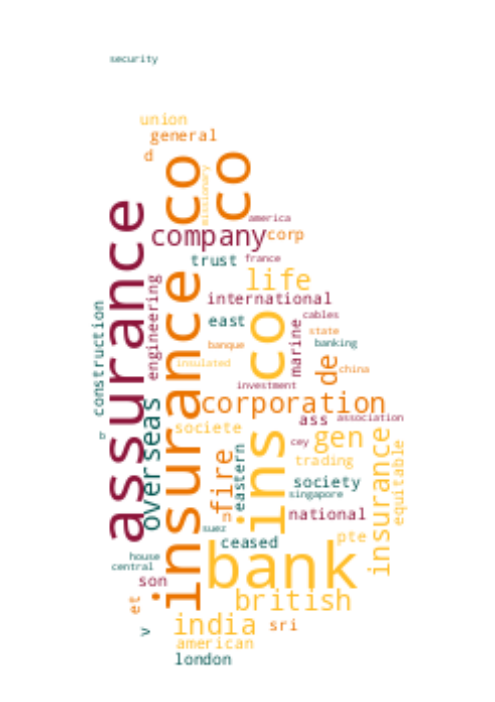 security
union
general
d
missionary
insurance co
co
assurance
america
company
corp
trust
france
life
engineering
international
construction
east
cables
marine
state
banque
banking
insulated
de
china
investment
ins co
corporation
overseas
ass
association
societe
cey
gen
b
insurance
equitable
eastern
fire
trading
society
singapore
n
national
suez
ceased
pte
house
central
bank
son
et
british
v
india
sri
american
london